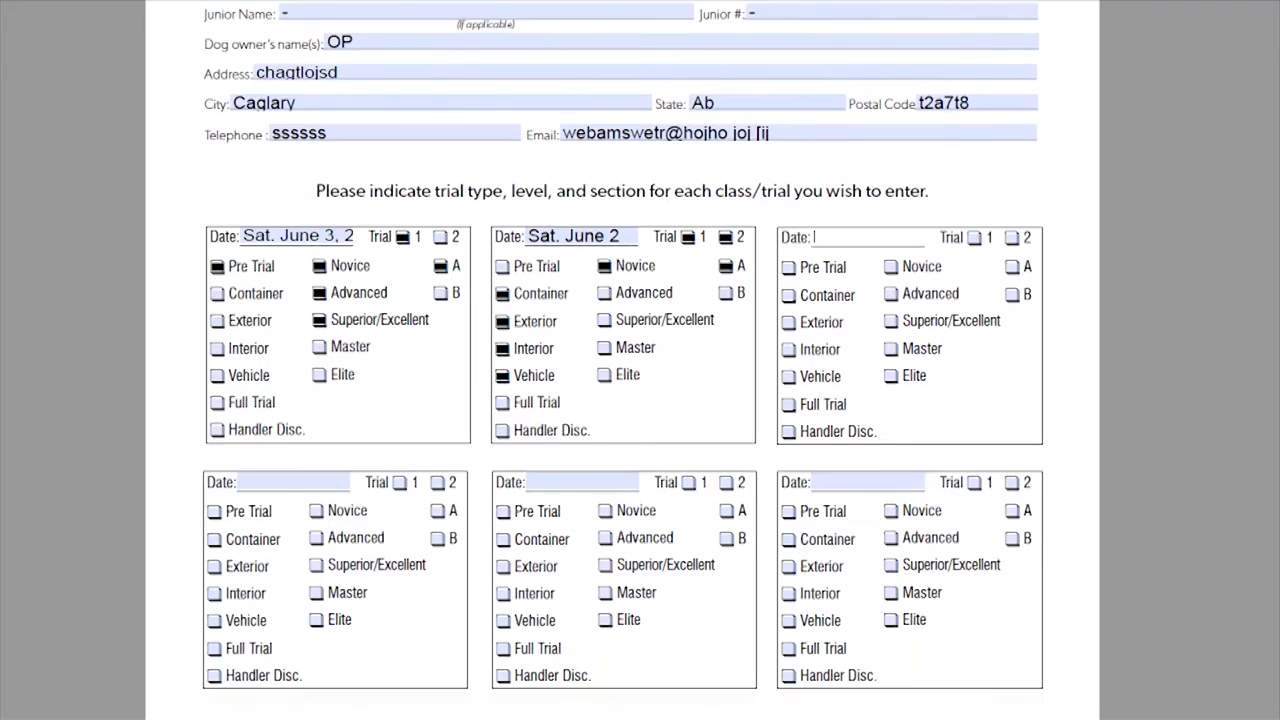 Junior Name: - Junior #: -
(If applicable)
Dog owner's name(s): OP
Address: chagtlojsd
City: Caglary State: Ab Postal Code t2a7t8
Telephone : ssssss Email: webamswetr@hojho joj [ij
Please indicate trial type, level, and section for each class/trial you wish to enter.
Date: Sat. June 3, 2 Trial 1 2
Pre Trial Novice A
Container Advanced B
Exterior Superior/Excellent
Interior Master
Vehicle Elite
Full Trial
Handler Disc.
Date: Sat. June 2 Trial 1 2
Pre Trial Novice A
Container Advanced B
Exterior Superior/Excellent
Interior Master
Vehicle Elite
Full Trial
Handler Disc.
Date: Trial 1 2
Pre Trial Novice A
Container Advanced B
Exterior Superior/Excellent
Interior Master
Vehicle Elite
Full Trial
Handler Disc.
Date: Trial 1 2
Pre Trial Novice A
Container Advanced B
Exterior Superior/Excellent
Interior Master
Vehicle Elite
Full Trial
Handler Disc.
Date: Trial 1 2
Pre Trial Novice A
Container Advanced B
Exterior Superior/Excellent
Interior Master
Vehicle Elite
Full Trial
Handler Disc.
Date: Trial 1 2
Pre Trial Novice A
Container Advanced B
Exterior Superior/Excellent
Interior Master
Vehicle Elite
Full Trial
Handler Disc.